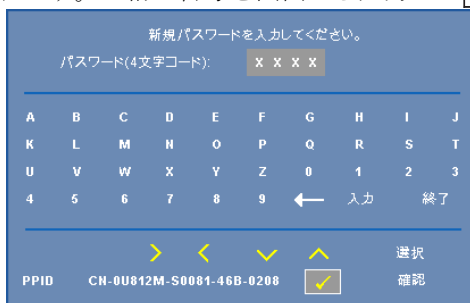 新規パスワードを入力してください。
パスワード(4文字コード): X X X X
A B C D E F G H I J
K L M N O P Q R S T
U V W X Y Z 0 1 2 3
4 5 6 7 8 9 ← 入力 終了
選択
PPID CN-0U812M-S0081-46B-0208 ✓ 確認